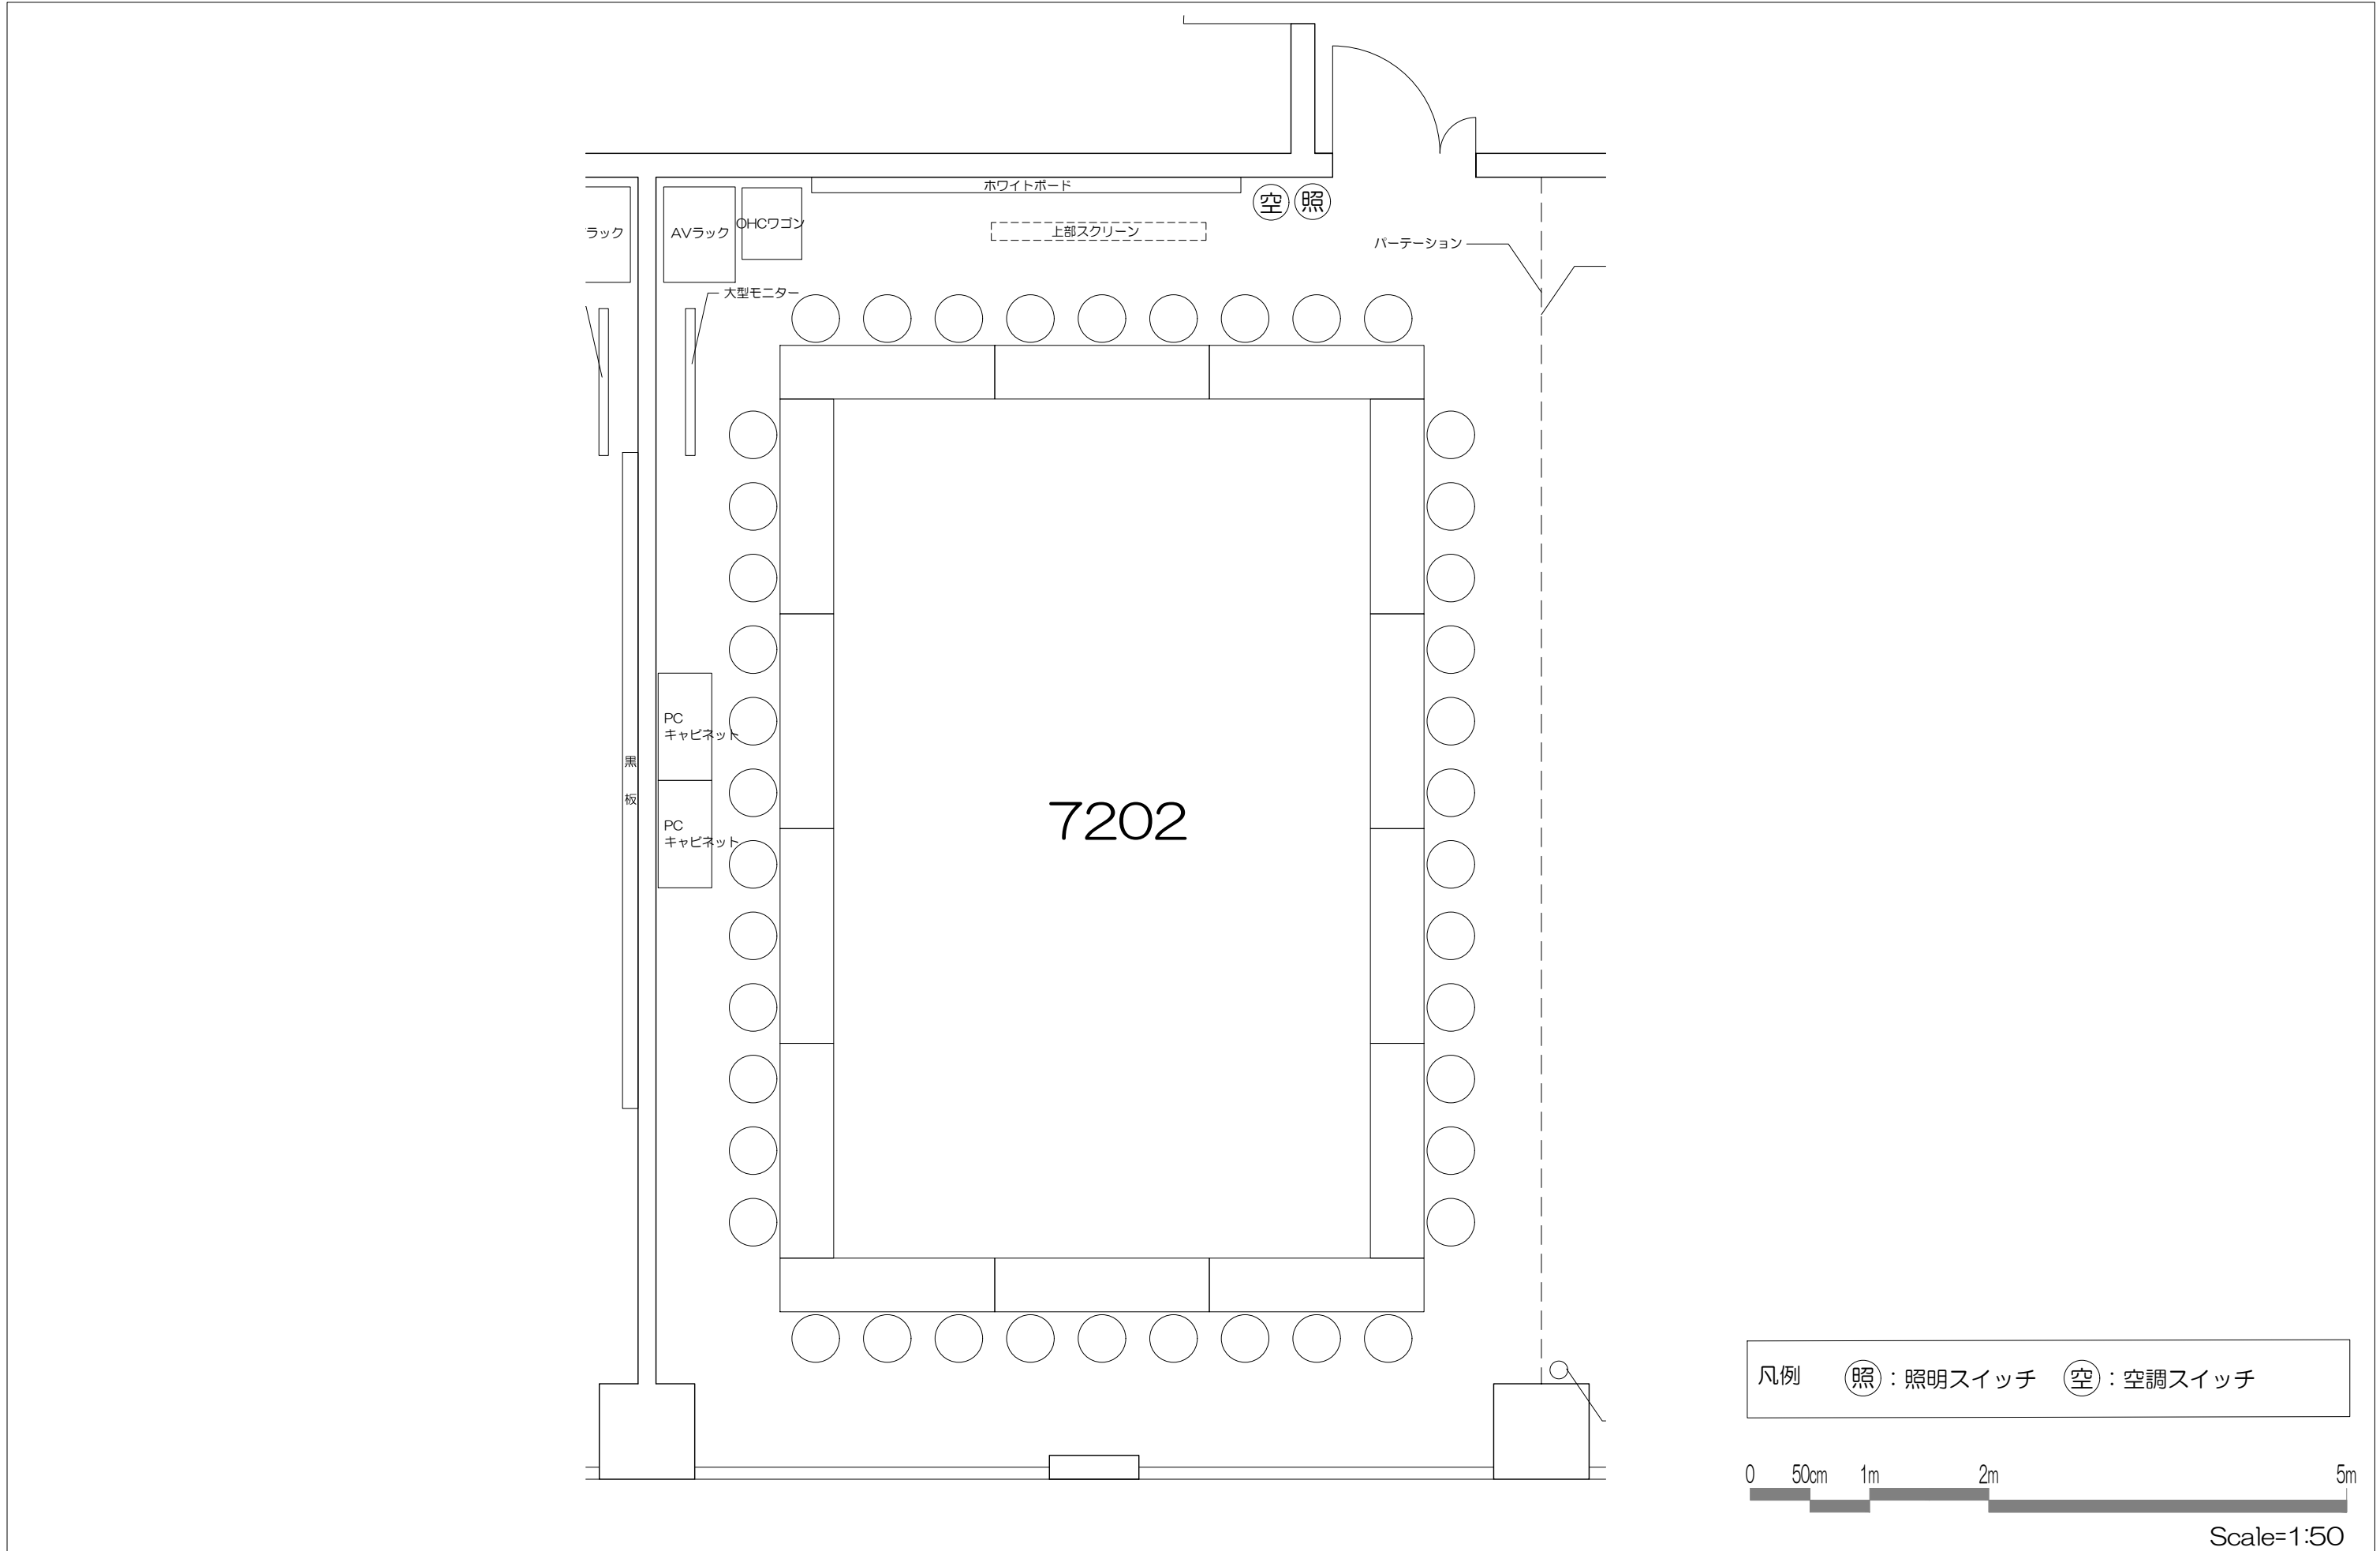 ホワイトボード
空 照
ラック
AVラック
OHCワゴン
上部スクリーン
パーテーション
大型モニター
PC
キャビネット
黒
板
PC
キャビネット
7202
凡例 照：照明スイッチ 空：空調スイッチ
0 50cm 1m 2m 5m
Scale=1:50